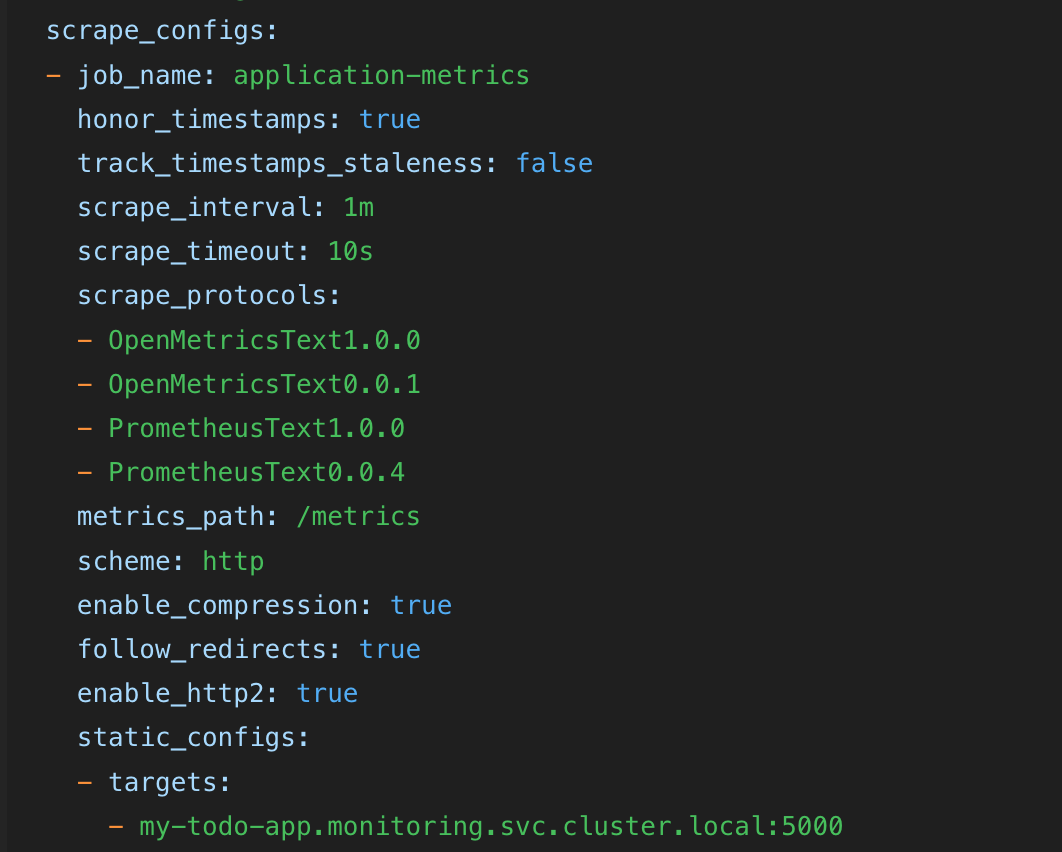 scrape_configs:
- job_name: application-metrics
  honor_timestamps: true
  track_timestamps_staleness: false
  scrape_interval: 1m
  scrape_timeout: 10s
  scrape_protocols:
  - OpenMetricsText1.0.0
  - OpenMetricsText0.0.1
  - PrometheusText1.0.0
  - PrometheusText0.0.4
  metrics_path: /metrics
  scheme: http
  enable_compression: true
  follow_redirects: true
  enable_http2: true
  static_configs:
  - targets:
    - my-todo-app.monitoring.svc.cluster.local:5000